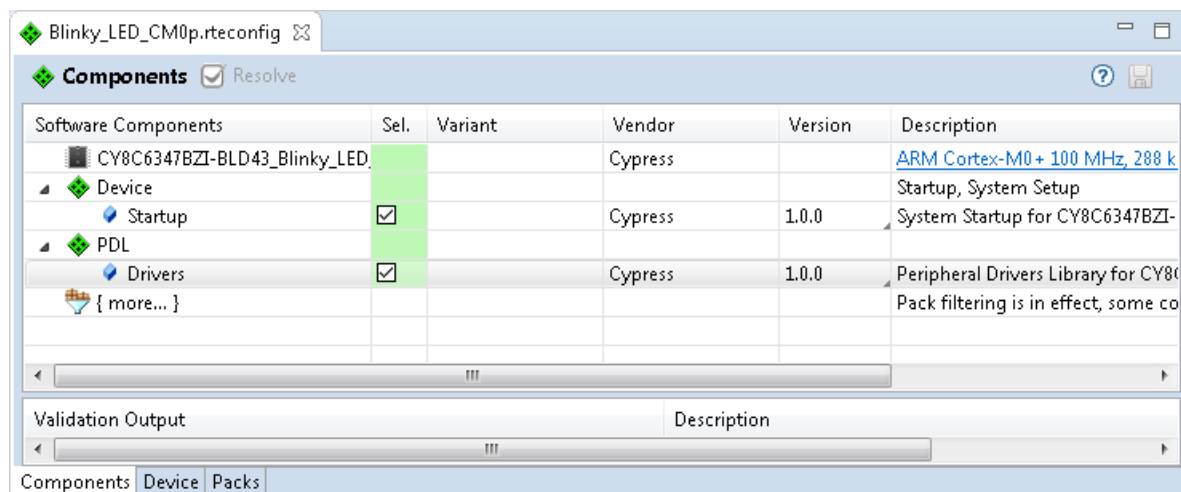 Blinky_LED_CM0p.rteconfig
Components Resolve
Software Components Sel. Variant Vendor Version Description
CY8C6347BZI-BLD43_Blinky_LED_ Cypress ARM Cortex-M0+ 100 MHz, 288 k
Device Startup, System Setup
Startup Cypress 1.0.0 System Startup for CY8C6347BZI-
PDL
Drivers Cypress 1.0.0 Peripheral Drivers Library for CY8
{ more... } Pack filtering is in effect, some co
Validation Output Description
Components Device Packs